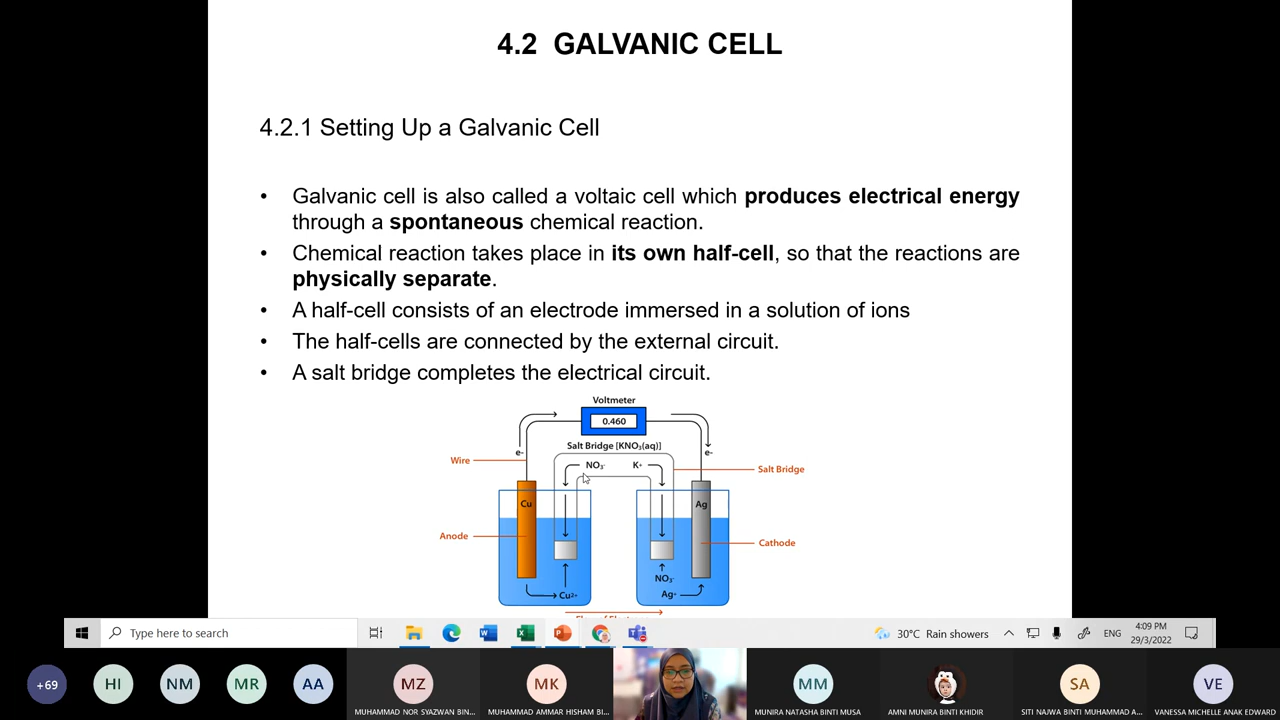 4.2 GALVANIC CELL
4.2.1 Setting Up a Galvanic Cell
• Galvanic cell is also called a voltaic cell which produces electrical energy
through a spontaneous chemical reaction.
• Chemical reaction takes place in its own half-cell, so that the reactions are
physically separate.
• A half-cell consists of an electrode immersed in a solution of ions
• The half-cells are connected by the external circuit.
• A salt bridge completes the electrical circuit.
Voltmeter
0.460
Salt Bridge [KNO₃(aq)]
e-
e-
Wire
NO₃-
K+
Salt Bridge
Cu
Ag
Anode
Cathode
NO₃-
Cu²+
Ag+
Type here to search
30°C Rain showers
ENG
4:09 PM
29/3/2022
+69
HI
NM
MR
AA
MZ
MK
MM
SA
VE
MUHAMMAD NOR SYAZWAN BIN...
MUHAMMAD AMMAR HISHAM BI...
MUNIRA NATASHA BINTI MUSA
AMNI MUNIRA BINTI KHIDIR
SITI NAJWA BINTI MUHAMMAD A...
VANESSA MICHELLE ANAK EDWARD